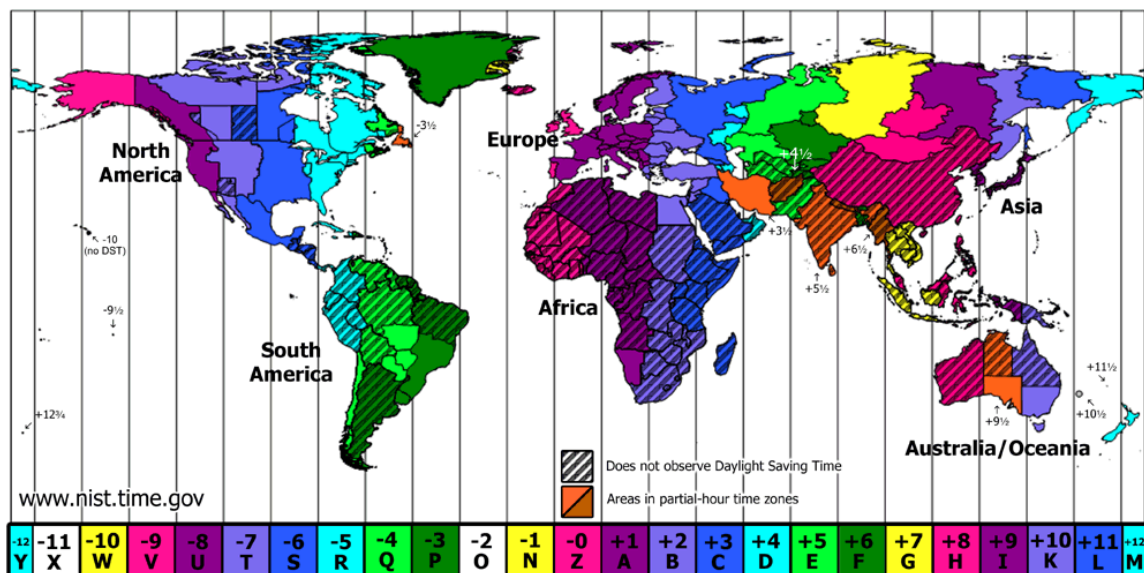 -3½
North
America
Europe
+4½
Asia
-10
(no DST)
+3½
+6½
+5½
-9½
Africa
South
America
+12¾
+11½
+10½
+9½
Australia/Oceania
Does not observe Daylight Saving Time
Areas in partial-hour time zones
www.nist.time.gov
-12 -11 -10 -9 -8 -7 -6 -5 -4 -3 -2 -1 -0 +1 +2 +3 +4 +5 +6 +7 +8 +9 +10 +11 +12
Y X W V U T S R Q P O N Z A B C D E F G H I K L M